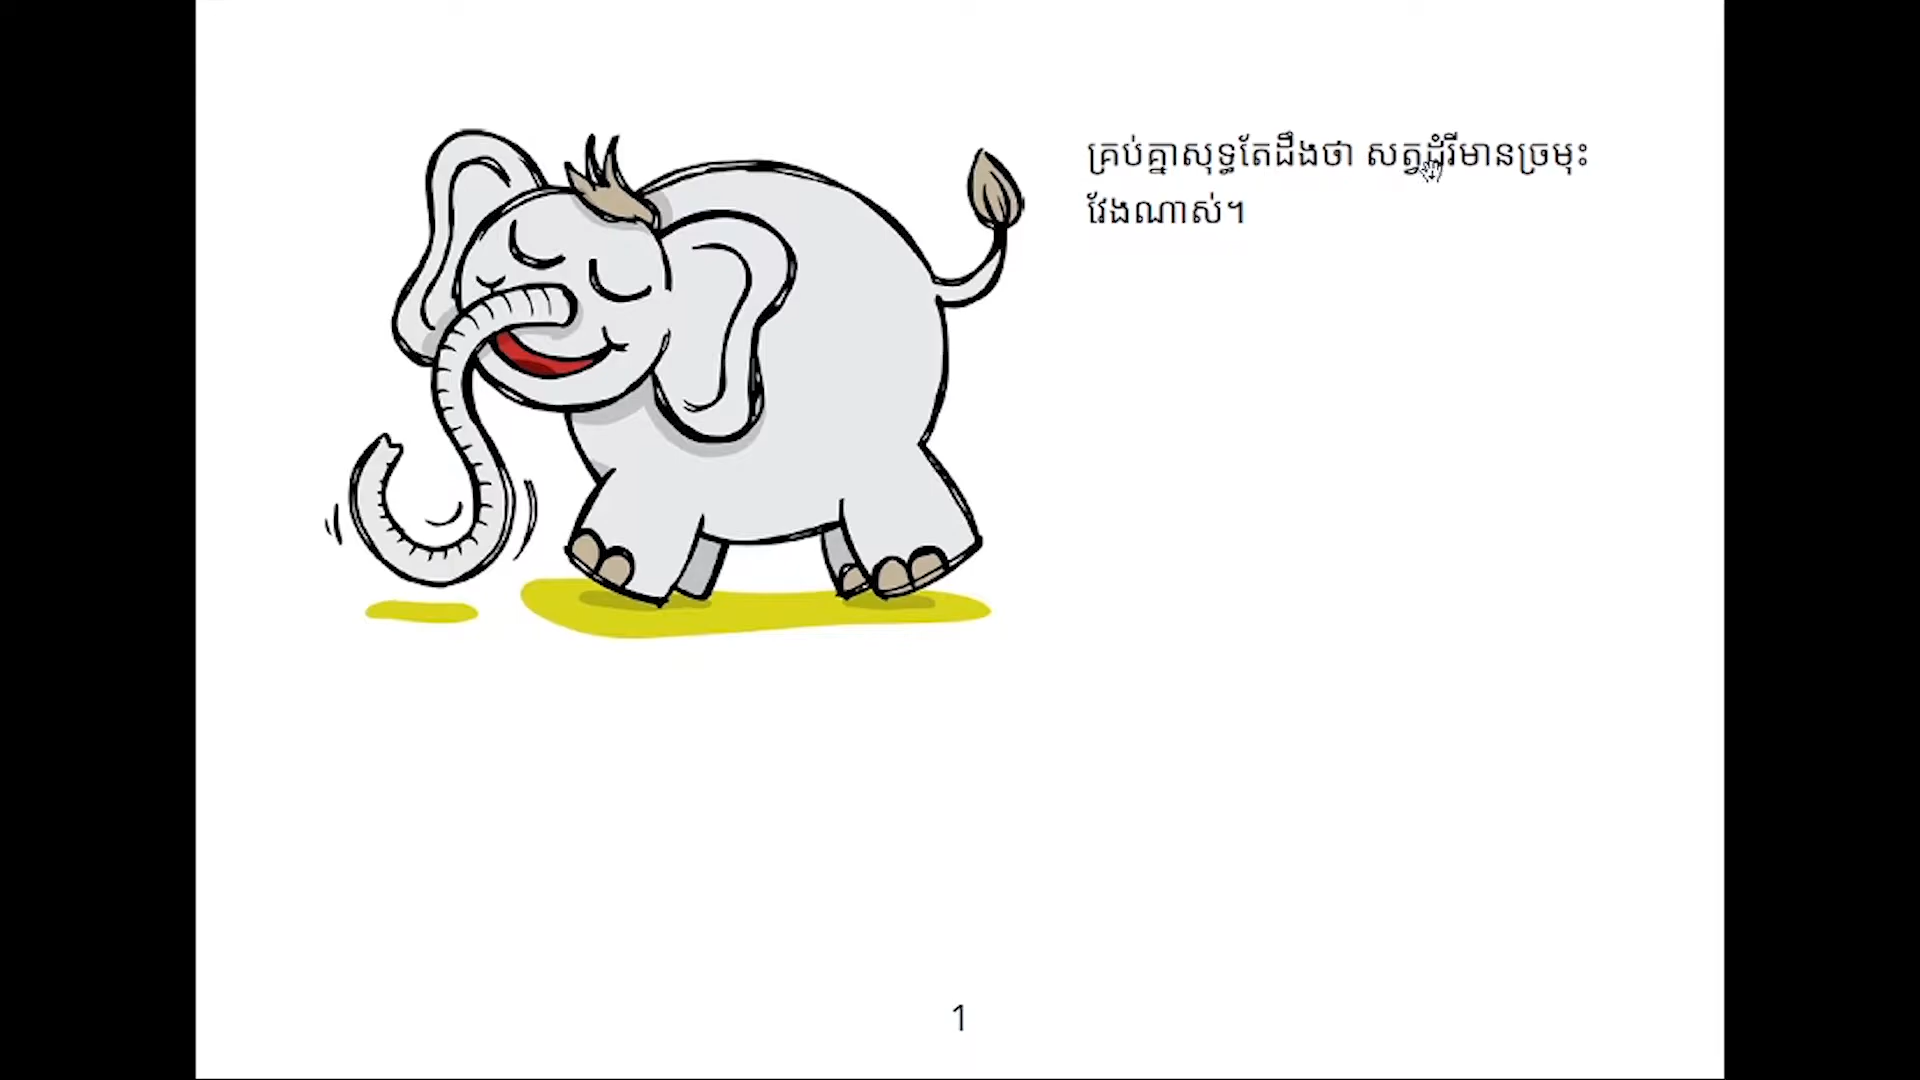 គ្រប់គ្នាសុទ្ធតែដឹងថា សត្វដំរីមានច្រមុះ
វែងណាស់។
1